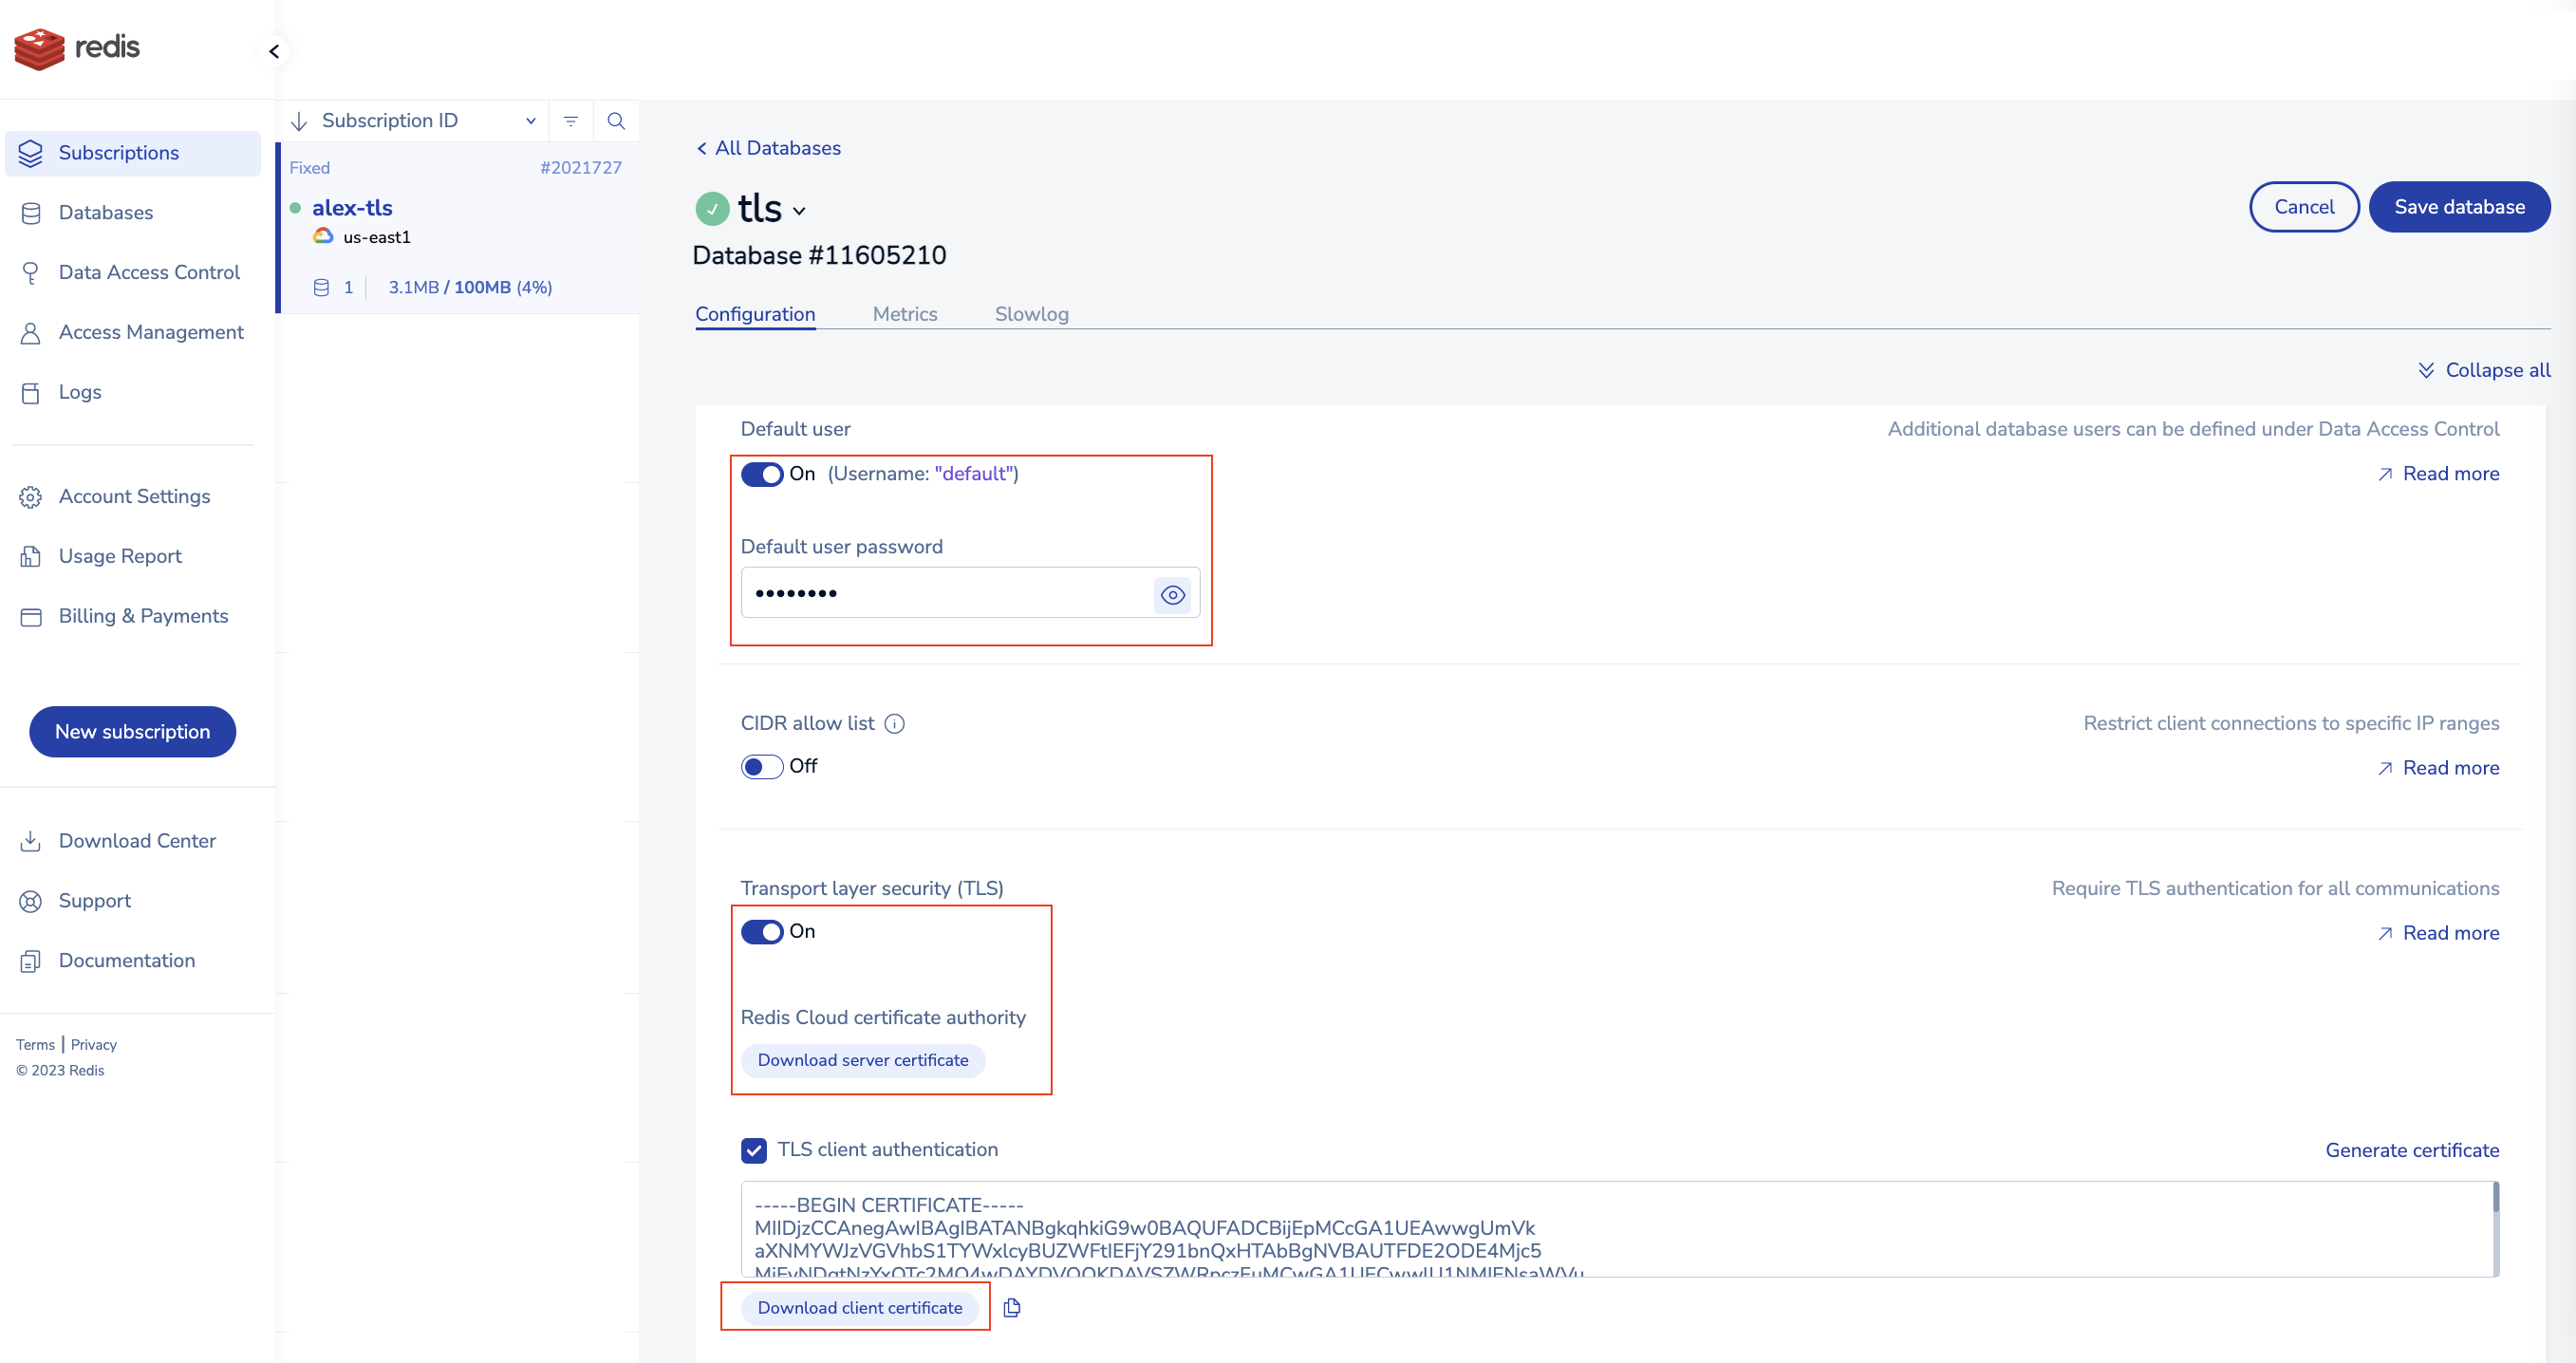 redis
Subscriptions
Databases
Data Access Control
Access Management
Logs
Account Settings
Usage Report
Billing & Payments
New subscription
Download Center
Support
Documentation
Terms | Privacy
© 2023 Redis
Subscription ID
Fixed #2021727
alex-tls
us-east1
1 3.1MB / 100MB (4%)
All Databases
tls
Database #11605210
Cancel Save database
Configuration Metrics Slowlog
Collapse all
Default user Additional database users can be defined under Data Access Control
On (Username: "default") Read more
Default user password
••••••••
CIDR allow list Restrict client connections to specific IP ranges
Off Read more
Transport layer security (TLS) Require TLS authentication for all communications
On Read more
Redis Cloud certificate authority
Download server certificate
TLS client authentication Generate certificate
-----BEGIN CERTIFICATE-----
MIIDjzCCAnegAwIBAgIBATANBgkqhkiG9w0BAQUFADCBijEpMCcGA1UEAwwgUmVk
aXNMYWJzVGVhbS1TYWxlcyBUZWFtIEFjY291bnQxHTAbBgNVBAUTFDE2ODE4Mjc5
Download client certificate